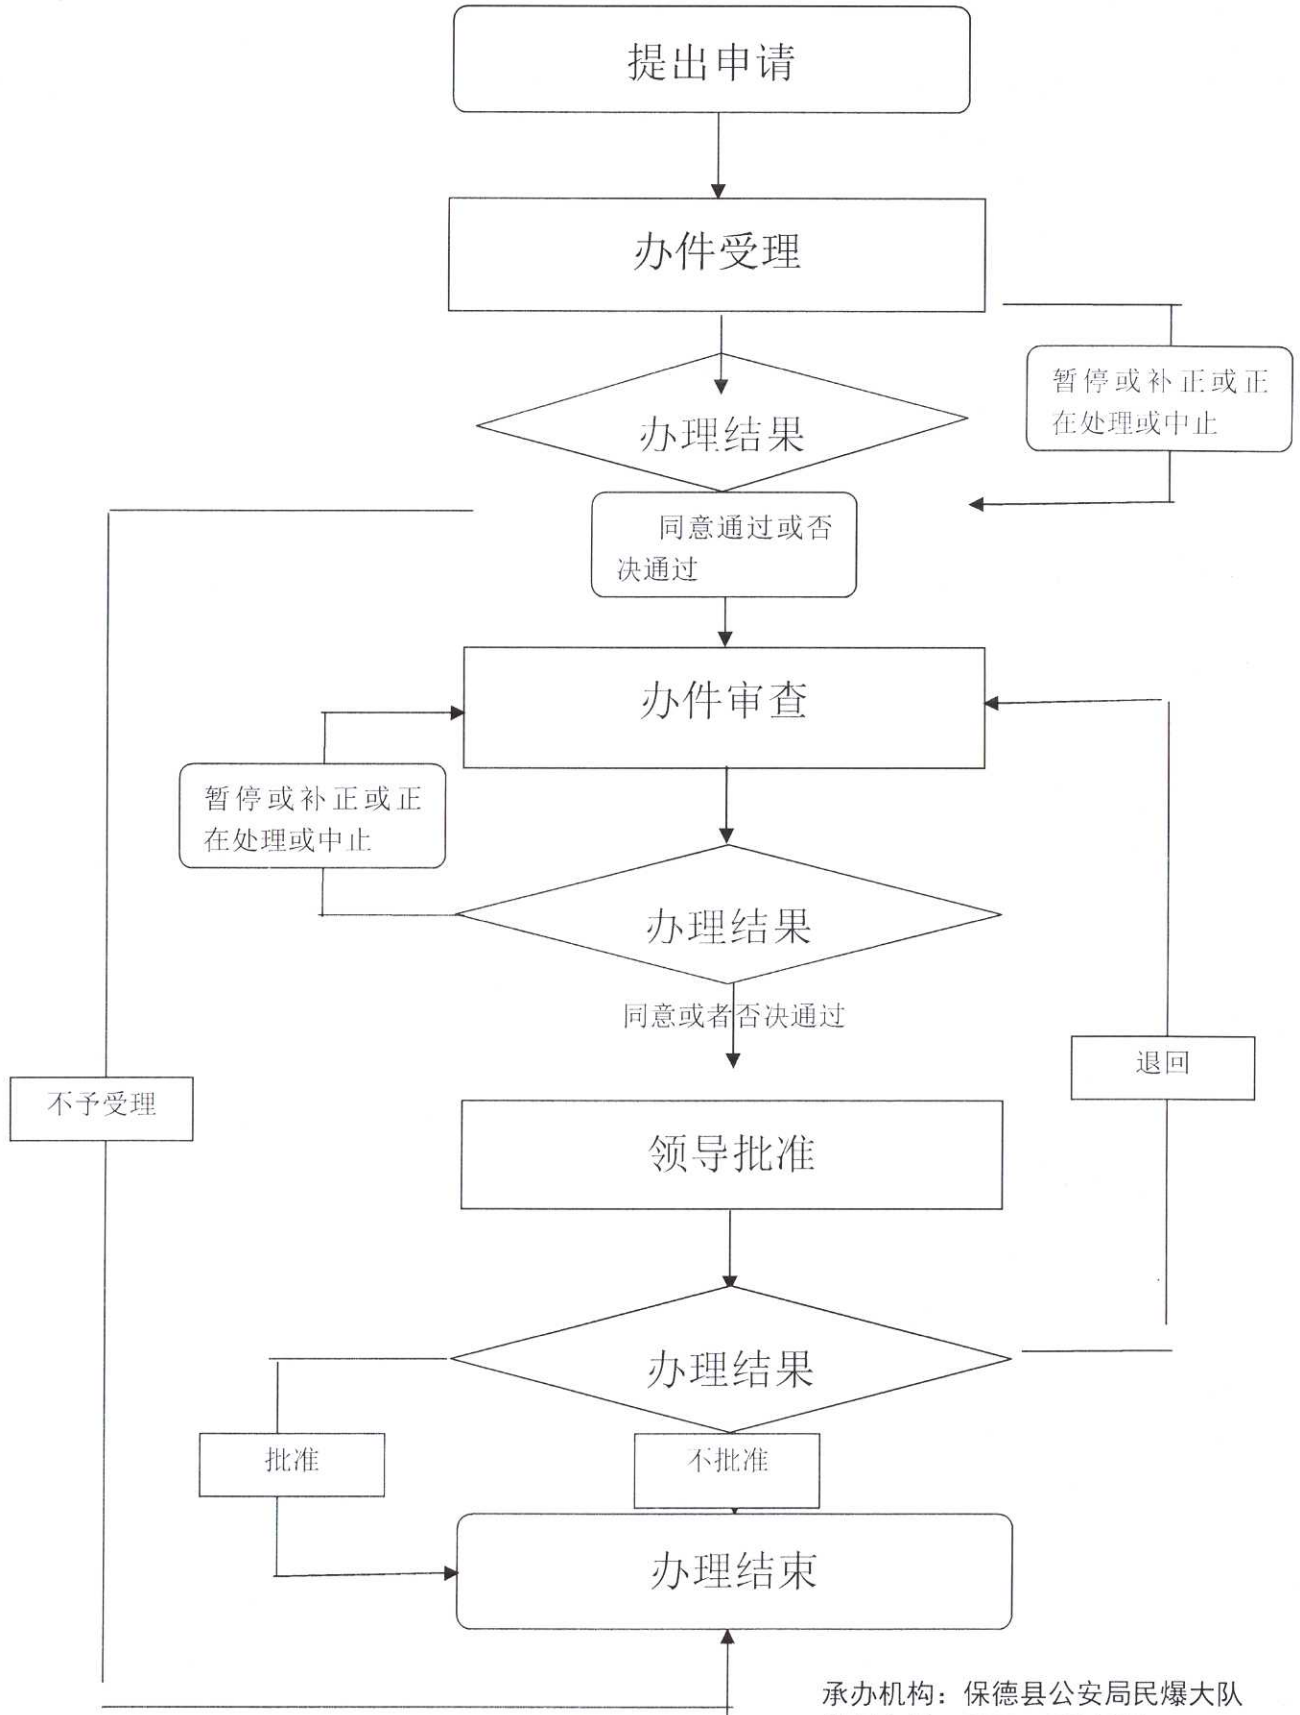 提出申请
办件受理
暂停或补正或正
在处理或中止
办理结果
同意通过或否
决通过
办件审查
暂停或补正或正
在处理或中止
办理结果
同意或者否决通过
退回
不予受理
领导批准
办理结果
批准
不批准
办理结束
承办机构：保德县公安局民爆大队